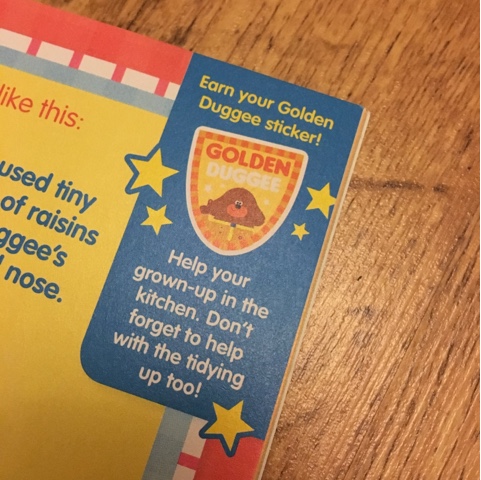 like this:
used tiny
of raisins
ggee's
nose.
Earn your Golden
Duggee sticker!
GOLDEN
DUGGEE
Help your
grown-up in the
kitchen. Don't
forget to help
with the tidying
up too!